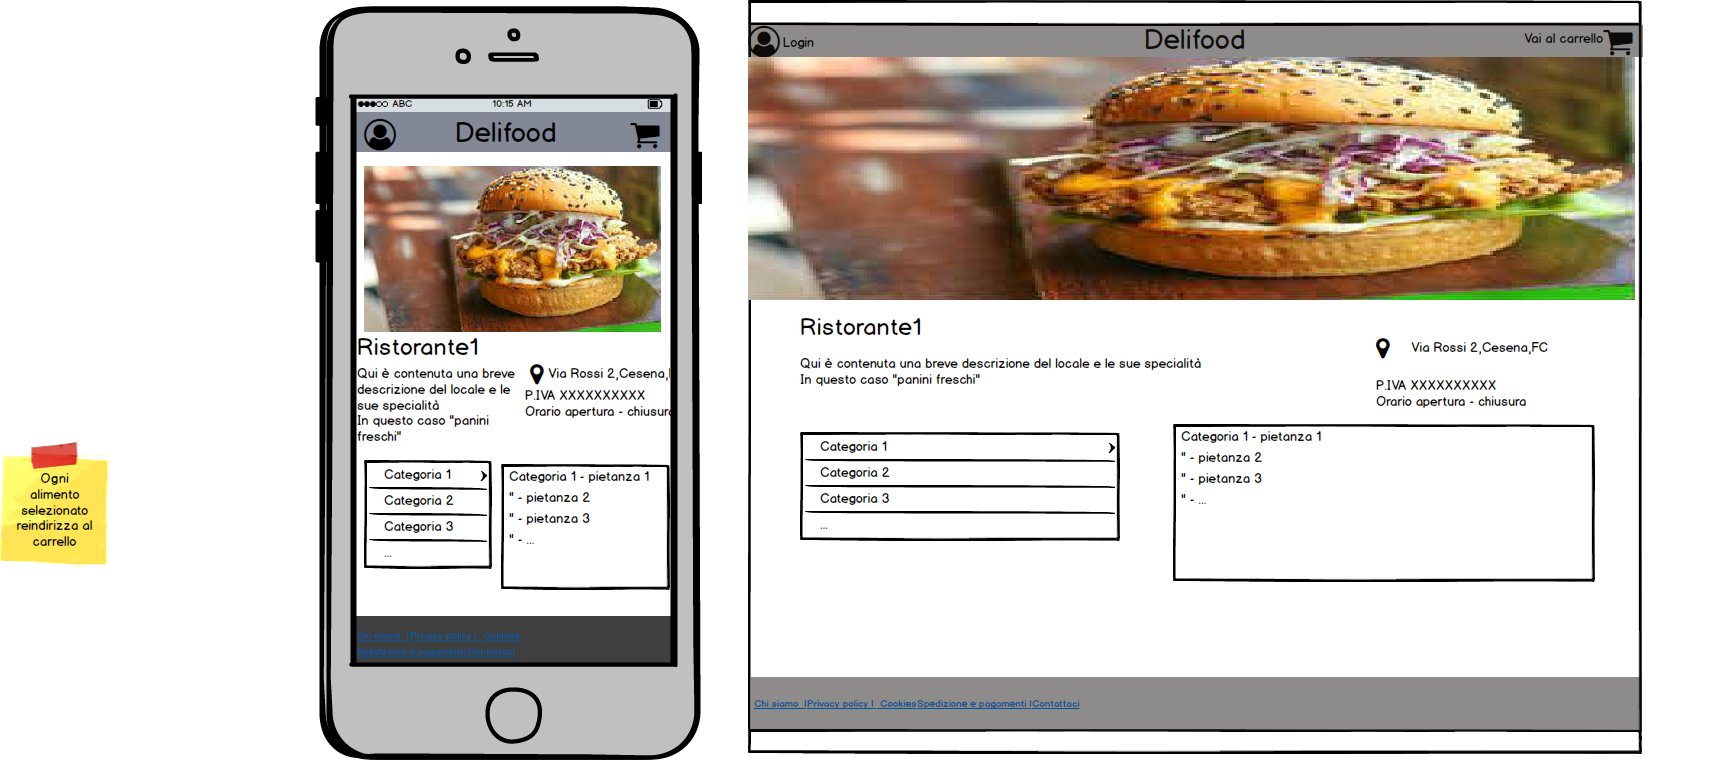 Ogni
alimento
selezionato
reindirizza al
carrello
ABC 10:15 AM
Delifood
Ristorante1
Qui è contenuta una breve
descrizione del locale e le
sue specialità
In questo caso "panini
freschi"
Via Rossi 2,Cesena,
P.IVA XXXXXXXXXX
Orario apertura - chiusura
Categoria 1
Categoria 2
Categoria 3
...
Categoria 1 - pietanza 1
" - pietanza 2
" - pietanza 3
" - ...
Chi siamo | Privacy policy | Cookies
Spedizione e pagamenti | Contattaci
Login Delifood Vai al carrello
Ristorante1
Qui è contenuta una breve descrizione del locale e le sue specialità
In questo caso "panini freschi"
Via Rossi 2,Cesena,FC
P.IVA XXXXXXXXXX
Orario apertura - chiusura
Categoria 1
Categoria 2
Categoria 3
...
Categoria 1 - pietanza 1
" - pietanza 2
" - pietanza 3
" - ...
Chi siamo |Privacy policy | CookiesSpedizione e pagamenti |Contattaci